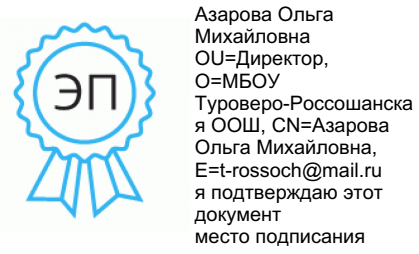 ЭП
Азарова Ольга
Михайловна
OU=Директор,
O=МБОУ
Туроверо-Россошанска
я ООШ, CN=Азарова
Ольга Михайловна,
E=t-rossoch@mail.ru
я подтверждаю этот
документ
место подписания